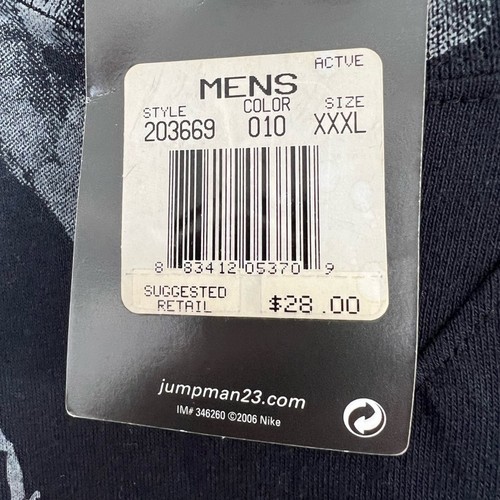 ACTVE
MENS
STYLE COLOR SIZE
203669 010 XXXL
8 83412 05370 9
SUGGESTED
RETAIL
$28.00
jumpman23.com
IM# 346260 ©2006 Nike